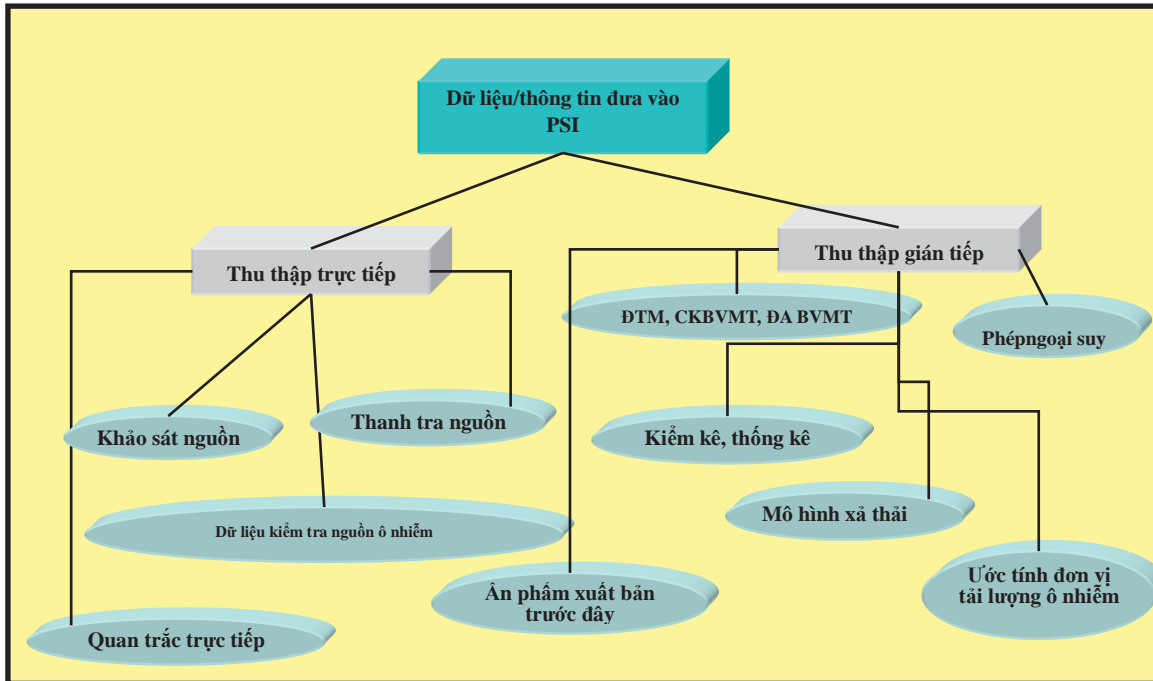 Dữ liệu/thông tin đưa vào
PSI
Thu thập trực tiếp
Thu thập gián tiếp
ĐTM, CKBVMT, ĐA BVMT
Phépngoại suy
Khảo sát nguồn
Thanh tra nguồn
Kiểm kê, thống kê
Dữ liệu kiểm tra nguồn ô nhiễm
Mô hình xả thải
Ân phẩm xuất bản
trước đây
Ước tính đơn vị
tải lượng ô nhiễm
Quan trắc trực tiếp